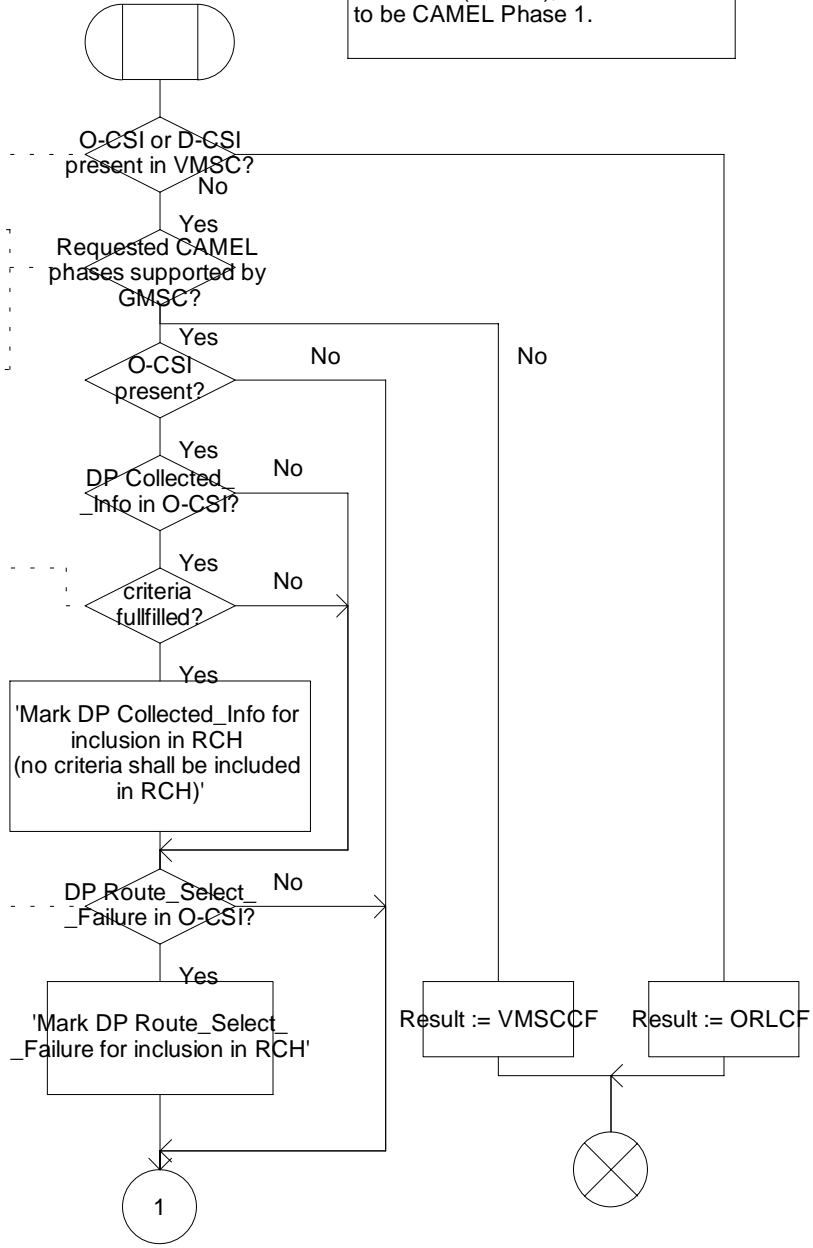 to be CAMEL Phase 1.
O-CSI or D-CSI
present in VMSC?
No
Yes
Requested CAMEL
phases supported by
GMSC?
Yes
No
No
O-CSI
present?
Yes
No
DP Collected_
_Info in O-CSI?
Yes
No
criteria
fullfilled?
Yes
'Mark DP Collected_Info for
inclusion in RCH
(no criteria shall be included
in RCH)'
No
DP Route_Select_
_Failure in O-CSI?
Yes
'Mark DP Route_Select_
_Failure for inclusion in RCH'
Result := VMSCCF
Result := ORLCF
1